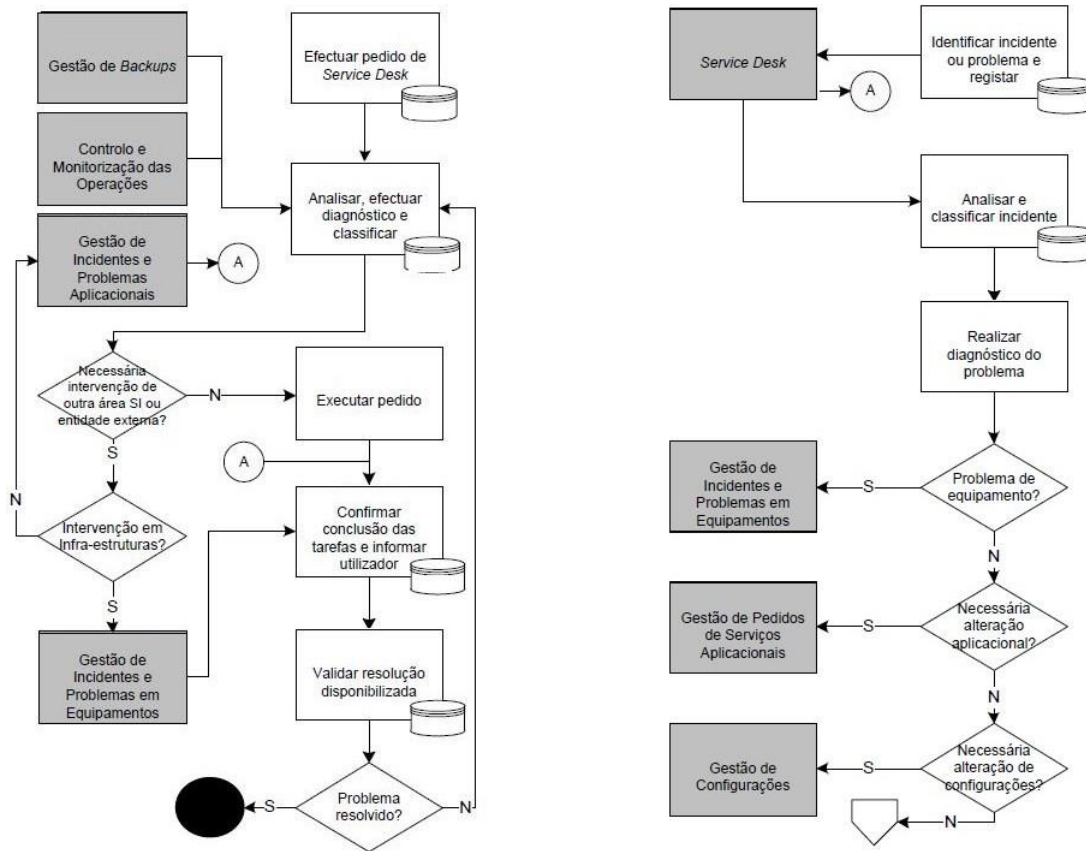 Gestão de Backups
Efectuar pedido de
Service Desk
Controlo e
Monitorização das
Operações
Analisar, efectuar
diagnóstico e
classificar
Gestão de
Incidentes e
Problemas
Aplicacionais
A
Necessária
intervenção de
outra área SI ou
entidade externa?
N
Executar pedido
S
A
N
Intervenção em
Infra-estruturas?
Confirmar
conclusão das
tarefas e informar
utilizador
S
Gestão de
Incidentes e
Problemas em
Equipamentos
Validar resolução
disponibilizada
Problema
resolvido?
S
N
Service Desk
Identificar incidente
ou problema e
registar
A
Analisar e
classificar incidente
Realizar
diagnóstico do
problema
Gestão de
Incidentes e
Problemas em
Equipamentos
S
Problema de
equipamento?
N
Gestão de Pedidos
de Serviços
Aplicacionais
S
Necessária
alteração
aplicacional?
N
Gestão de
Configurações
S
Necessária
alteração de
configurações?
N